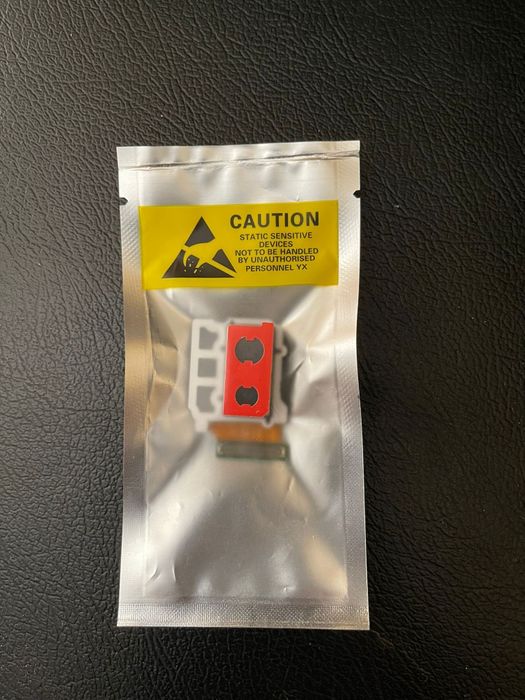 CAUTION
STATIC SENSITIVE
DEVICES
NOT TO BE HANDLED
BY UNAUTHORISED
PERSONNEL YX